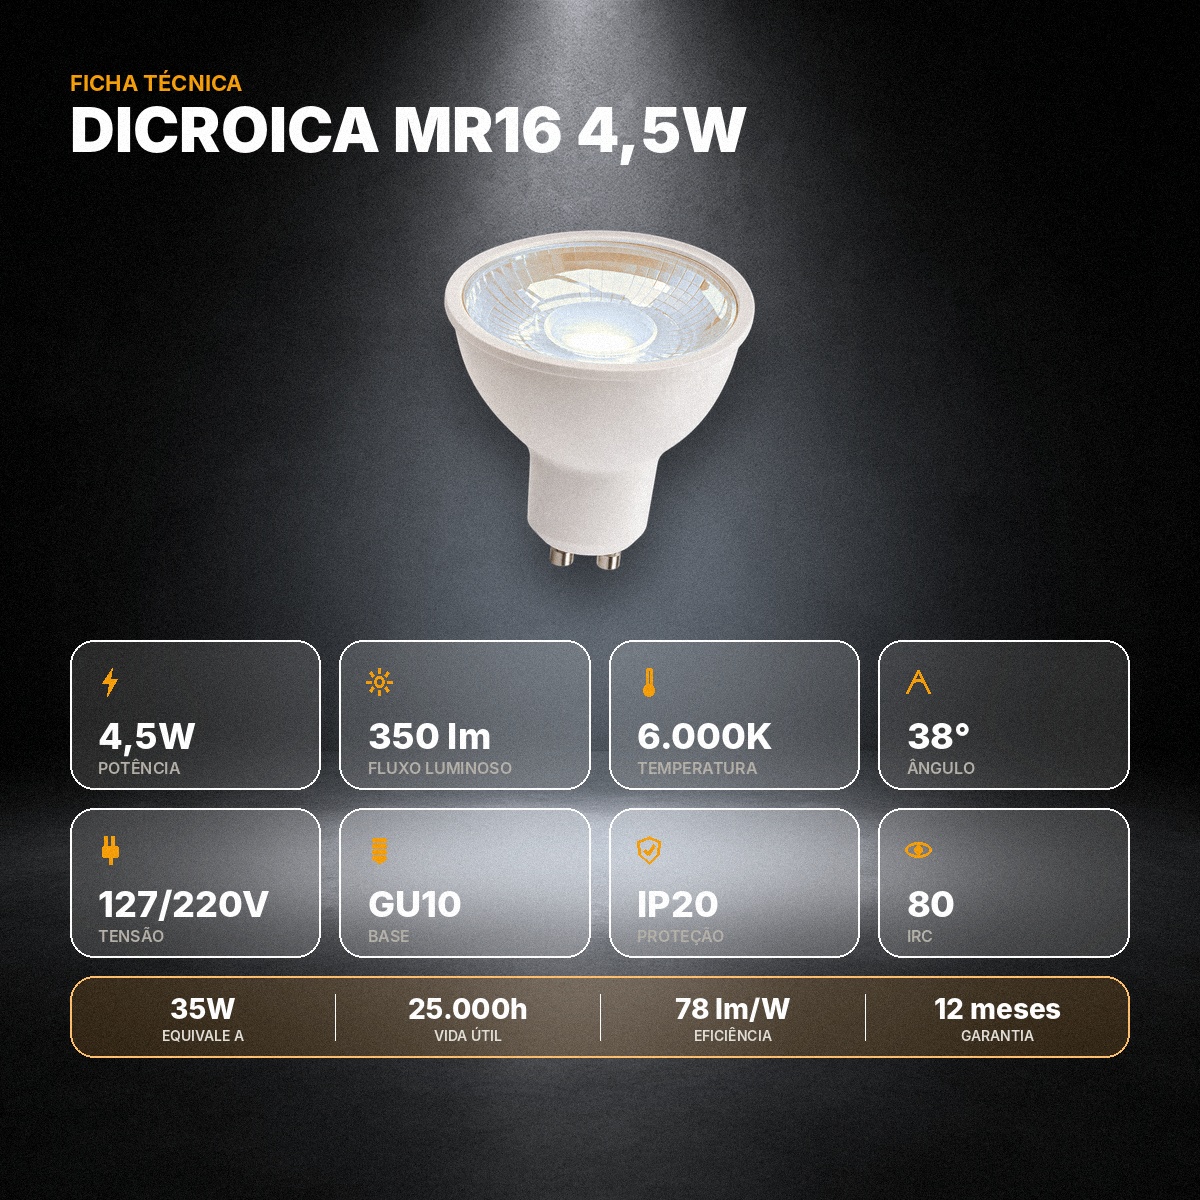 FICHA TÉCNICA
DICROICA MR16 4,5W
4,5W
POTÊNCIA
350 lm
FLUXO LUMINOSO
6.000K
TEMPERATURA
38°
ÂNGULO
127/220V
TENSÃO
GU10
BASE
IP20
PROTEÇÃO
80
IRC
35W
EQUIVALE A
25.000h
VIDA ÚTIL
78 lm/W
EFICIÊNCIA
12 meses
GARANTIA